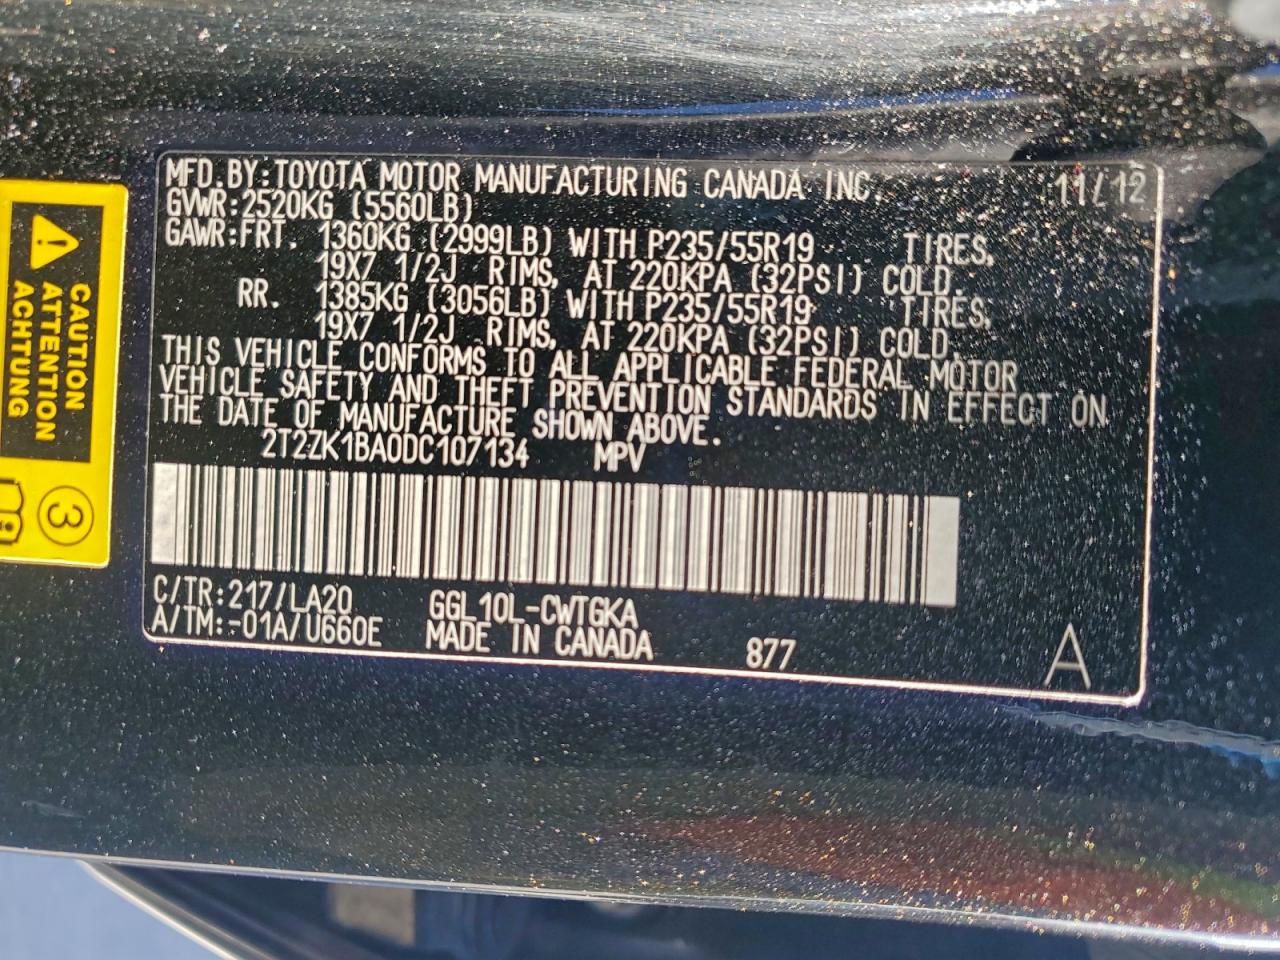 MFD. BY: TOYOTA MOTOR MANUFACTURING CANADA INC. 11/12
GVWR: 2520KG (5560LB)
GAWR: FRT. 1360KG (2999LB) WITH P235/55R19 TIRES,
19X7 1/2J RIMS, AT 220KPA (32PSI) COLD.
RR. 1385KG (3056LB) WITH P235/55R19 TIRES,
19X7 1/2J RIMS, AT 220KPA (32PSI) COLD.
THIS VEHICLE CONFORMS TO ALL APPLICABLE FEDERAL MOTOR
VEHICLE SAFETY AND THEFT PREVENTION STANDARDS IN EFFECT ON
THE DATE OF MANUFACTURE SHOWN ABOVE.
2T2ZK1BA0DC107134 MPV
C/TR: 217/LA20 GGL10L-CWTGKA
A/TM: -01A/U660E MADE IN CANADA 877 A
CAUTION
ATTENTION
ACHTUNG
3